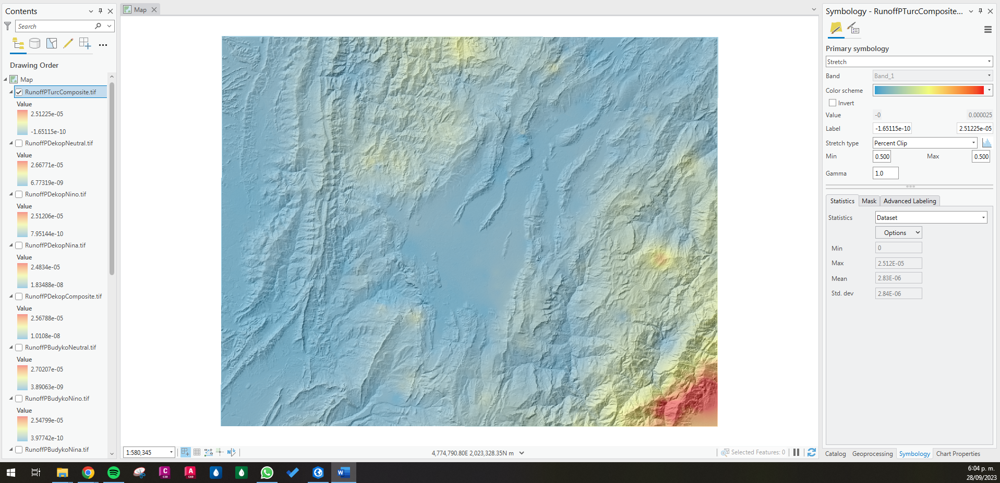 Contents
Search
Drawing Order
Map
RunoffPTurcComposite.tif
Value
2.51225e-05
-1.65115e-10
RunoffPDekopNeutral.tif
Value
2.66771e-05
6.77319e-09
RunoffPDekopNino.tif
Value
2.51206e-05
7.95144e-10
RunoffPDekopNina.tif
Value
2.4834e-05
1.83488e-08
RunoffPDekopComposite.tif
Value
2.56788e-05
1.0108e-08
RunoffPBudykoNeutral.tif
Value
2.70207e-05
3.89063e-09
RunoffPBudykoNino.tif
Value
2.54799e-05
3.97742e-10
RunoffPBudykoNina.tif
Map
1:580,345
4,774,790.80E 2,023,328.35N m
Selected Features: 0
Symbology - RunoffPTurcComposite...
Primary symbology
Stretch
Band Band_1
Color scheme
Invert
Value -0 0.000025
Label -1.65115e-10 2.51225e-05
Stretch type Percent Clip
Min 0.500 Max 0.500
Gamma 1.0
Statistics Mask Advanced Labeling
Statistics Dataset
Options
Min 0
Max 2.512E-05
Mean 2.83E-06
Std. dev 2.84E-06
Catalog Geoprocessing Symbology Chart Properties
6:04 p. m.
28/09/2023